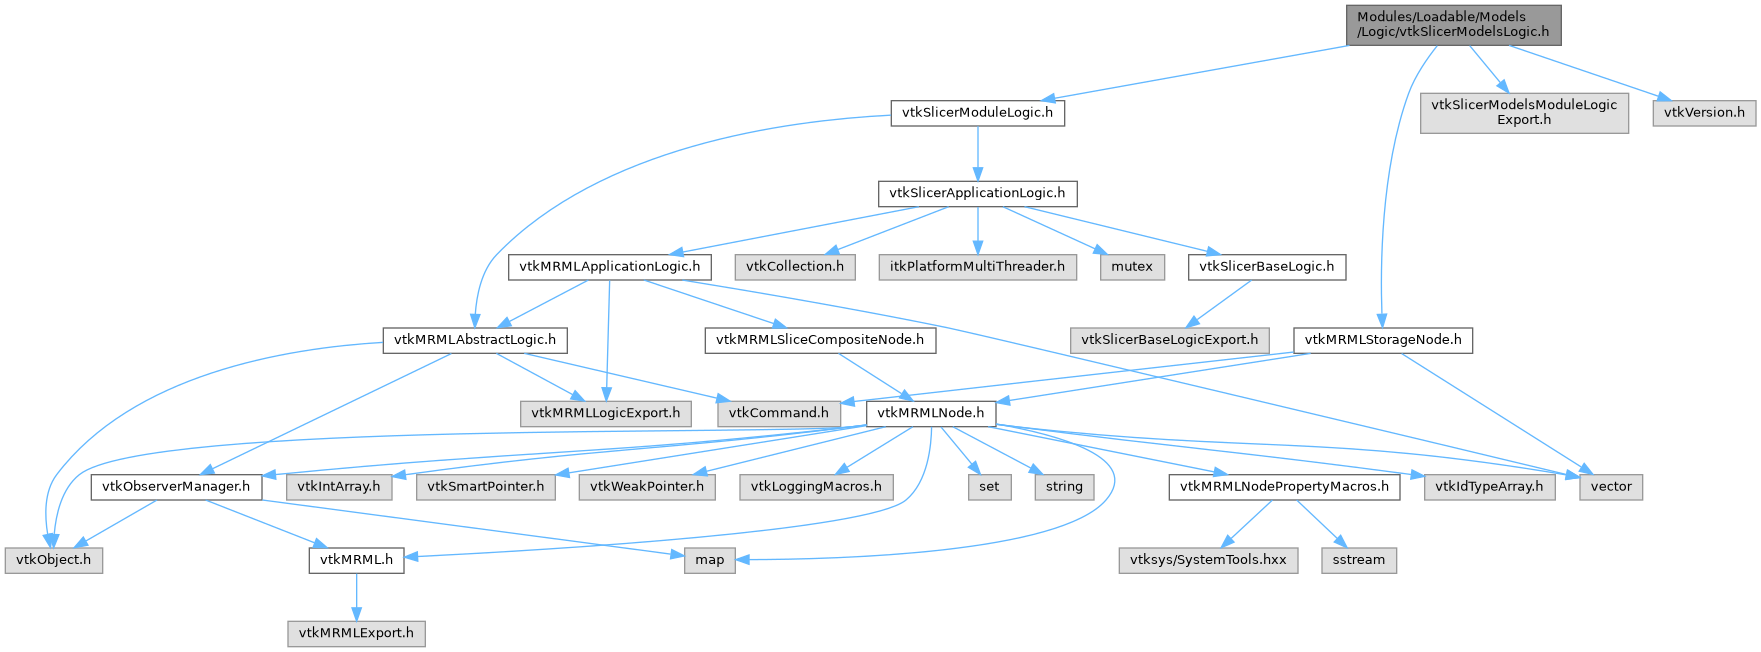 Modules/Loadable/Models
/Logic/vtkSlicerModelsLogic.h
vtkSlicerModuleLogic.h
vtkSlicerModelsModuleLogic
Export.h
vtkVersion.h
vtkSlicerApplicationLogic.h
vtkMRMLApplicationLogic.h
vtkCollection.h
itkPlatformMultiThreader.h
mutex
vtkSlicerBaseLogic.h
vtkMRMLAbstractLogic.h
vtkMRMLSliceCompositeNode.h
vtkSlicerBaseLogicExport.h
vtkMRMLStorageNode.h
vtkMRMLLogicExport.h
vtkCommand.h
vtkMRMLNode.h
vtkObserverManager.h
vtkIntArray.h
vtkSmartPointer.h
vtkWeakPointer.h
vtkLoggingMacros.h
set
string
vtkMRMLNodePropertyMacros.h
vtkIdTypeArray.h
vector
vtkObject.h
vtkMRML.h
map
vtksys/SystemTools.hxx
sstream
vtkMRMLExport.h